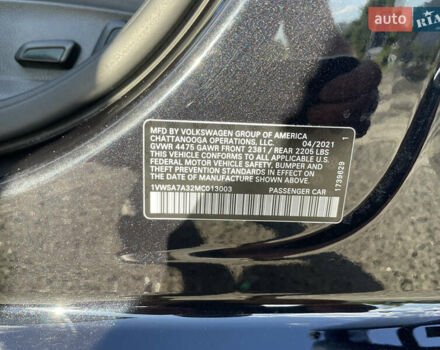 auto RIA
MFD. BY VOLKSWAGEN GROUP OF AMERICA
CHATTANOOGA OPERATIONS, LLC. 04/2021
GVWR 4475 GAWR FRONT 2381 / REAR 2205 LBS
THIS VEHICLE CONFORMS TO ALL APPLICABLE U.S.
FEDERAL MOTOR VEHICLE SAFETY, BUMPER AND
THEFT PREVENTION STANDARDS IN EFFECT ON
THE DATE OF MANUFACTURE SHOWN ABOVE
1VWSA7A32MC013003 PASSENGER CAR
1739629 1